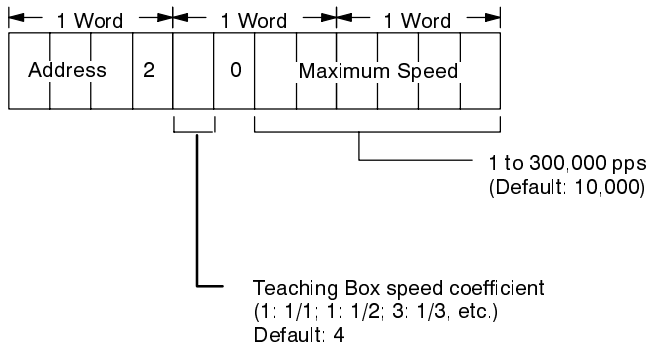 1 Word 1 Word 1 Word
Address 2 0 Maximum Speed
1 to 300,000 pps
(Default: 10,000)
Teaching Box speed coefficient
(1: 1/1; 1: 1/2; 3: 1/3, etc.)
Default: 4